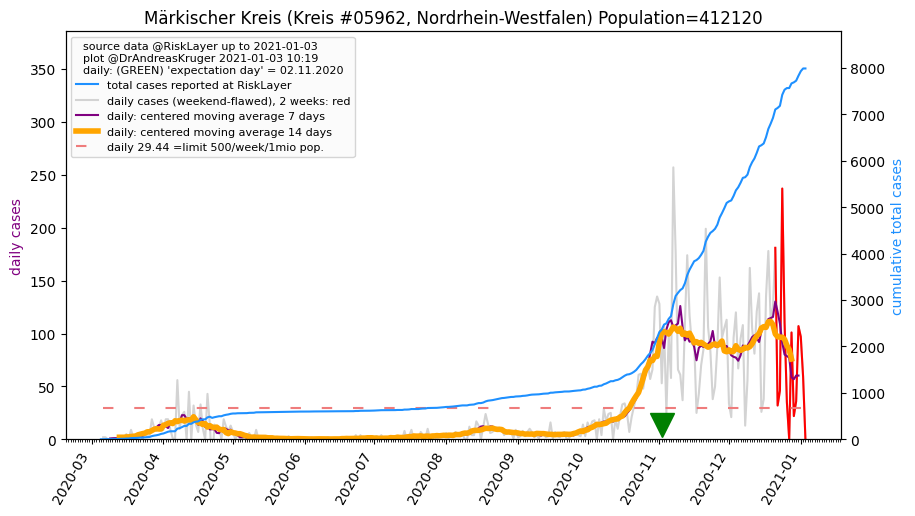 Märkischer Kreis (Kreis #05962, Nordrhein-Westfalen) Population=412120
source data @RiskLayer up to 2021-01-03
plot @DrAndreasKruger 2021-01-03 10:19
daily: (GREEN) 'expectation day' = 02.11.2020
total cases reported at RiskLayer
daily cases (weekend-flawed), 2 weeks: red
daily: centered moving average 7 days
daily: centered moving average 14 days
daily 29.44 =limit 500/week/1mio pop.
daily cases
350
300
250
200
150
100
50
0
cumulative total cases
8000
7000
6000
5000
4000
3000
2000
1000
0
2020-03
2020-04
2020-05
2020-06
2020-07
2020-08
2020-09
2020-10
2020-11
2020-12
2021-01